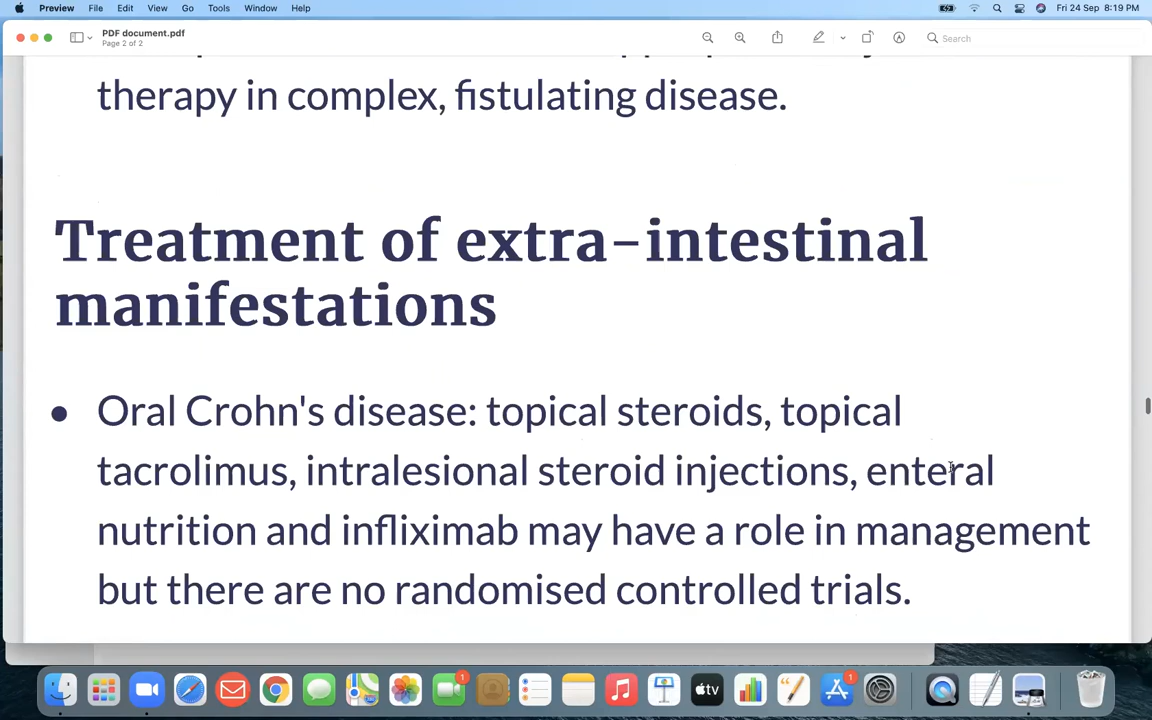 Preview File Edit View Go Tools Window Help Fri 24 Sep 8:19 PM
PDF document.pdf
Page 2 of 2
Search
therapy in complex, fistulating disease.
Treatment of extra-intestinal
manifestations
• Oral Crohn's disease: topical steroids, topical
tacrolimus, intralesional steroid injections, enteral
nutrition and infliximab may have a role in management
but there are no randomised controlled trials.
1
tv
1